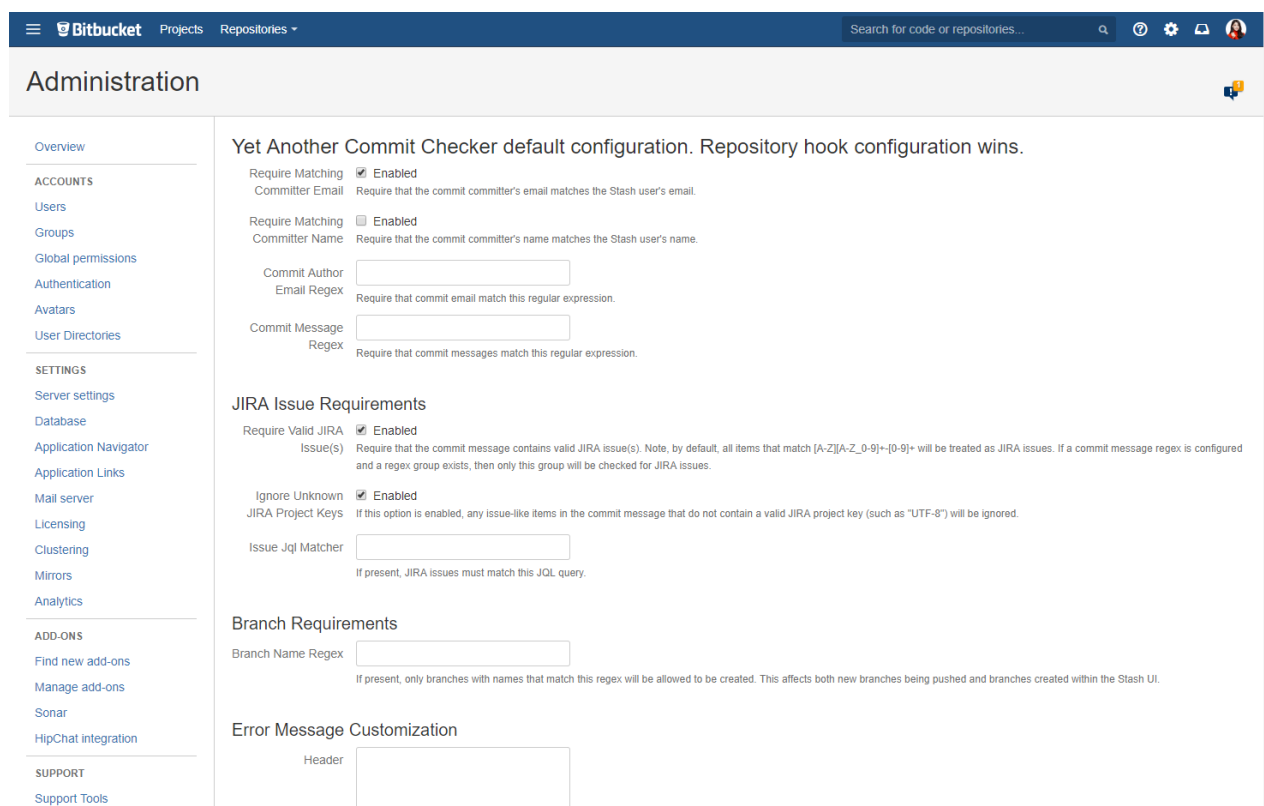 Bitbucket Projects Repositories Search for code or repositories...
Administration
Overview
ACCOUNTS
Users
Groups
Global permissions
Authentication
Avatars
User Directories
SETTINGS
Server settings
Database
Application Navigator
Application Links
Mail server
Licensing
Clustering
Mirrors
Analytics
ADD-ONS
Find new add-ons
Manage add-ons
Sonar
HipChat integration
SUPPORT
Support Tools
Yet Another Commit Checker default configuration. Repository hook configuration wins.
Require Matching Enabled
Committer Email Require that the commit committer's email matches the Stash user's email.
Require Matching Enabled
Committer Name Require that the commit committer's name matches the Stash user's name.
Commit Author
Email Regex
Require that commit email match this regular expression.
Commit Message
Regex
Require that commit messages match this regular expression.
JIRA Issue Requirements
Require Valid JIRA Enabled
Issue(s) Require that the commit message contains valid JIRA issue(s). Note, by default, all items that match [A-Z][A-Z_0-9]+-[0-9]+ will be treated as JIRA issues. If a commit message regex is configured
and a regex group exists, then only this group will be checked for JIRA issues.
Ignore Unknown Enabled
JIRA Project Keys If this option is enabled, any issue-like items in the commit message that do not contain a valid JIRA project key (such as "UTF-8") will be ignored.
Issue Jql Matcher
If present, JIRA issues must match this JQL query.
Branch Requirements
Branch Name Regex
If present, only branches with names that match this regex will be allowed to be created. This affects both new branches being pushed and branches created within the Stash UI.
Error Message Customization
Header